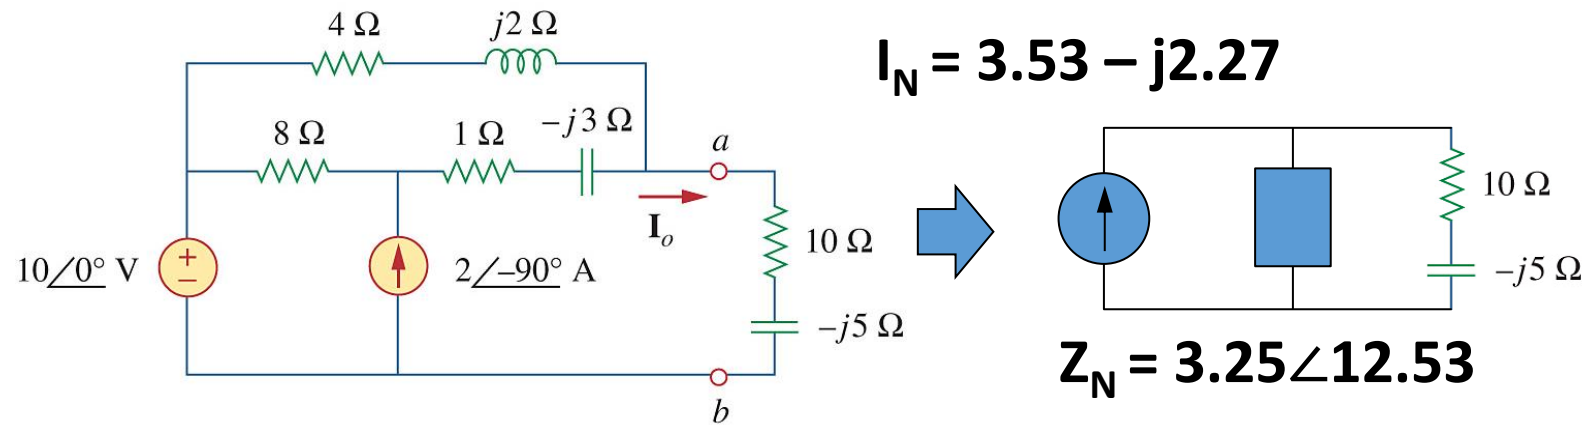 4 Ω
j2 Ω
8 Ω
1 Ω
−j3 Ω
a
I₀
10∠0° V
+
−
2∠−90° A
10 Ω
−j5 Ω
b
I_N = 3.53 – j2.27
10 Ω
−j5 Ω
Z_N = 3.25∠12.53